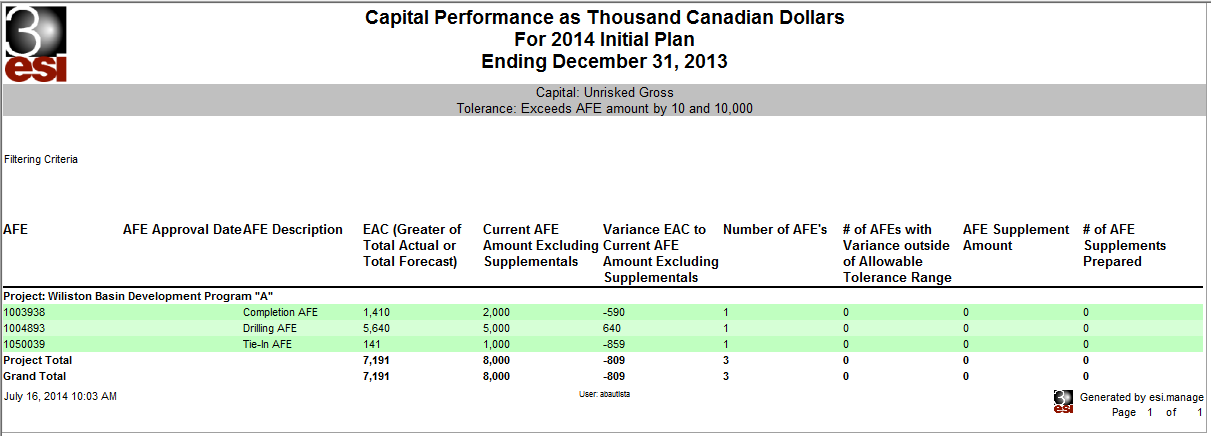 3
esi
Capital Performance as Thousand Canadian Dollars
For 2014 Initial Plan
Ending December 31, 2013
Capital: Unrisked Gross
Tolerance: Exceeds AFE amount by 10 and 10,000
Filtering Criteria
AFE AFE Approval Date AFE Description EAC (Greater of Current AFE Variance EAC to Number of AFE's # of AFEs with AFE Supplement # of AFE
Total Actual or Amount Excluding Current AFE Variance outside Amount Supplements
Total Forecast) Supplementals Amount Excluding of Allowable Prepared
Supplementals Tolerance Range
Project: Wiliston Basin Development Program "A"
1003938 Completion AFE 1,410 2,000 -590 1 0 0 0
1004893 Drilling AFE 5,640 5,000 640 1 0 0 0
1050039 Tie-In AFE 141 1,000 -859 1 0 0 0
Project Total 7,191 8,000 -809 3 0 0 0
Grand Total 7,191 8,000 -809 3 0 0 0
July 16, 2014 10:03 AM User: abautista 3 esi Generated by esi.manage
Page 1 of 1